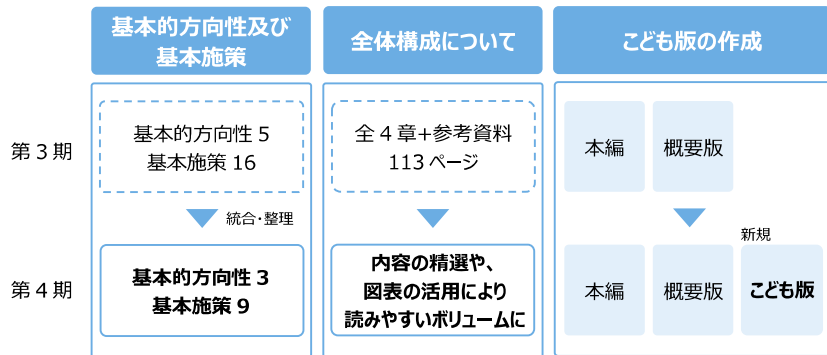 基本的方向性及び
基本施策
全体構成について
こども版の作成
第3期
基本的方向性5
基本施策16
全4章+参考資料
113ページ
本編
概要版
統合・整理
新規
第4期
基本的方向性3
基本施策9
内容の精選や、
図表の活用により
読みやすいボリュームに
本編
概要版
こども版